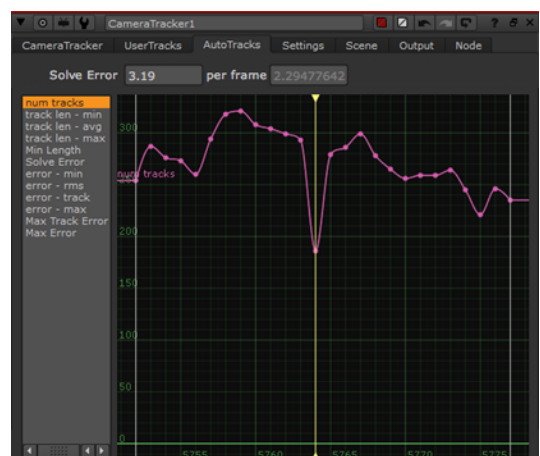 CameraTracker1
?
CameraTracker UserTracks AutoTracks Settings Scene Output Node
Solve Error 3.19 per frame 2.29477642
num tracks
track len - min
track len - avg
track len - max
Min Length
Solve Error
error - min
error - rms
error - track
error - max
Max Track Error
Max Error
300
num tracks
200
150
100
50
0
5755 5760 5765 5770 5775